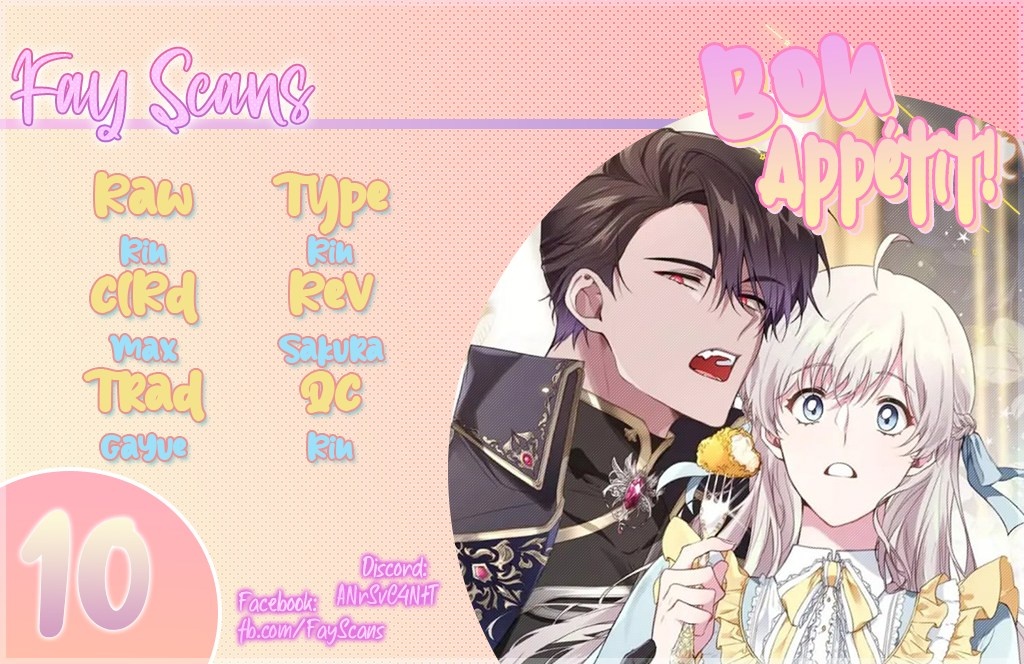 Fay Scans
Bon
Appétit!
Raw
Type
Rin
Rin
ClRd
Rev
Max
Sakura
Trad
QC
Gayue
Rin
10
Discord:
ANrSvC4NtT
Facebook:
fb.com/FayScans